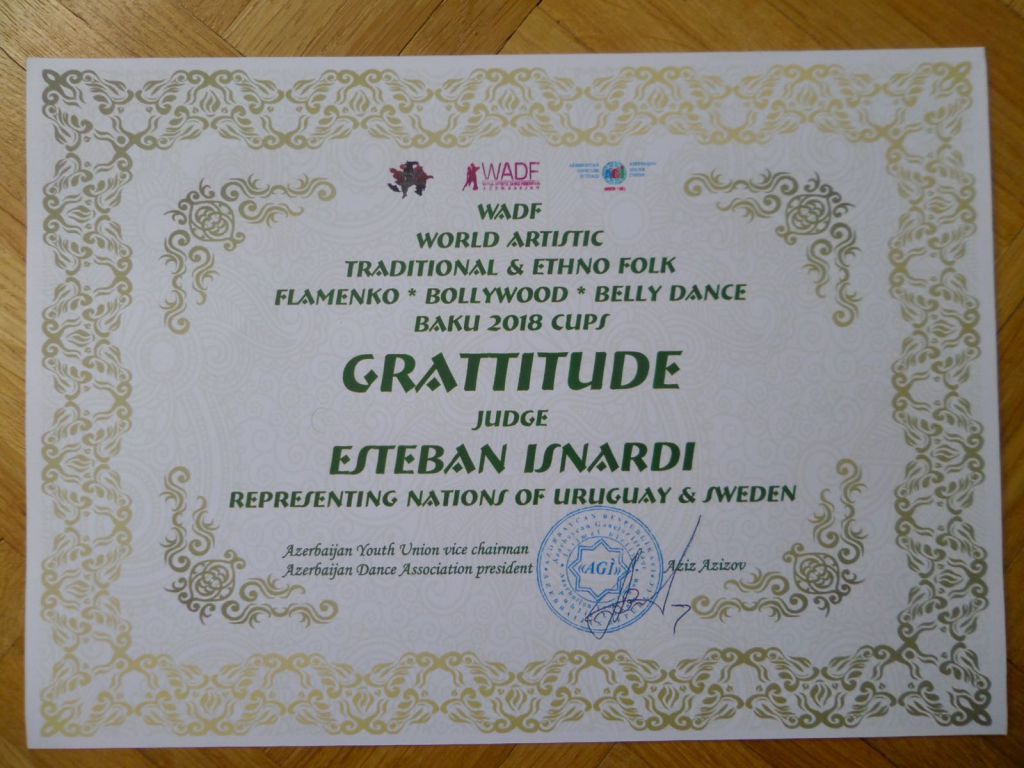 WADF
WADF
WORLD ARTISTIC
TRADITIONAL & ETHNO FOLK
FLAMENKO * BOLLYWOOD * BELLY DANCE
BAKU 2018 CUPS
GRATTITUDE
JUDGE
ESTEBAN ISNARDI
REPRESENTING NATIONS OF URUGUAY & SWEDEN
Azerbaijan Youth Union vice chairman
Azerbaijan Dance Association president
«AGİ»
Aziz Azizov